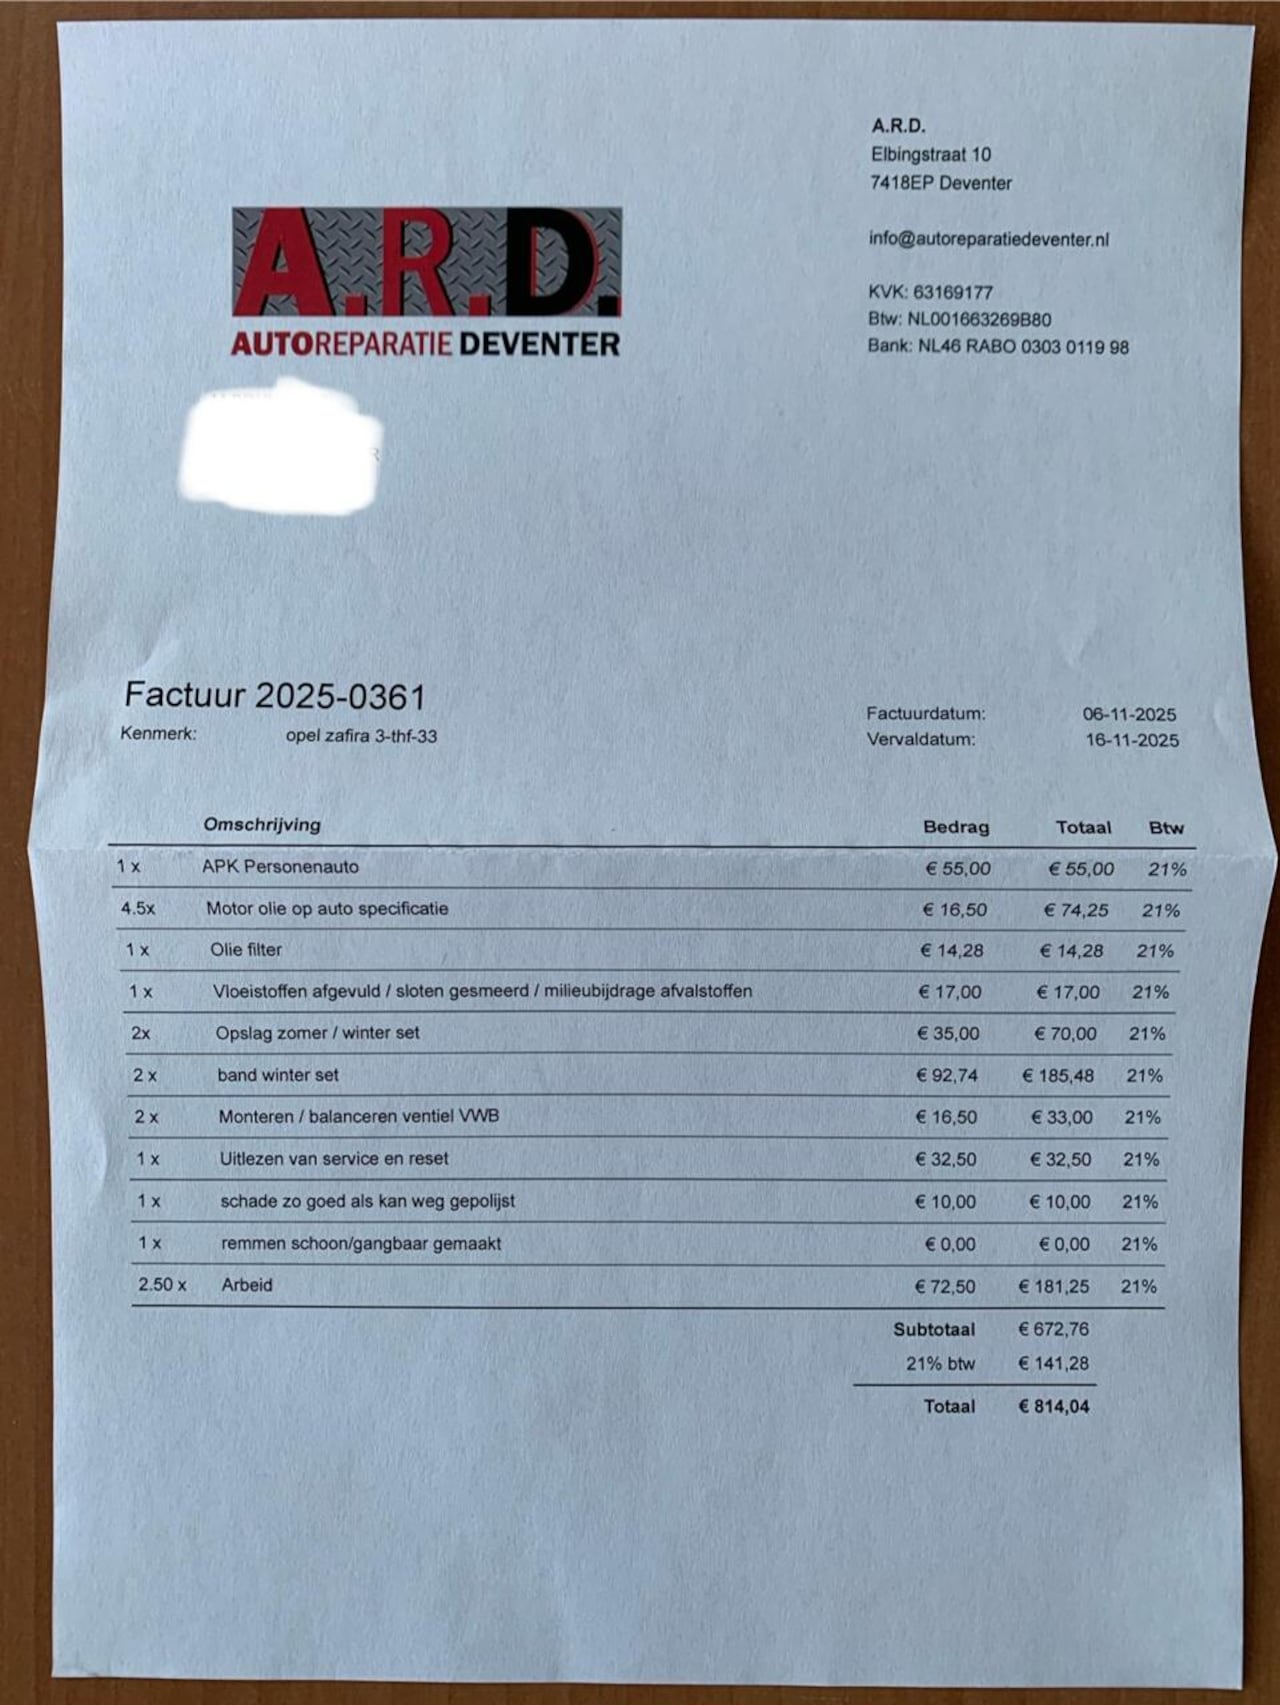 A.R.D.
Elbingstraat 10
7418EP Deventer
info@autoreparatiedeventer.nl
KVK: 63169177
Btw: NL001663269B80
Bank: NL46 RABO 0303 0119 98
A.R.D.
AUTOREPARATIE DEVENTER
Factuur 2025-0361
Kenmerk: opel zafira 3-thf-33
Factuurdatum: 06-11-2025
Vervaldatum: 16-11-2025
Omschrijving Bedrag Totaal Btw
1 x APK Personenauto € 55,00 € 55,00 21%
4.5x Motor olie op auto specificatie € 16,50 € 74,25 21%
1 x Olie filter € 14,28 € 14,28 21%
1 x Vloeistoffen afgevuld / sloten gesmeerd / milieubijdrage afvalstoffen € 17,00 € 17,00 21%
2x Opslag zomer / winter set € 35,00 € 70,00 21%
2 x band winter set € 92,74 € 185,48 21%
2 x Monteren / balanceren ventiel VWB € 16,50 € 33,00 21%
1 x Uitlezen van service en reset € 32,50 € 32,50 21%
1 x schade zo goed als kan weg gepolijst € 10,00 € 10,00 21%
1 x remmen schoon/gangbaar gemaakt € 0,00 € 0,00 21%
2.50 x Arbeid € 72,50 € 181,25 21%
Subtotaal € 672,76
21% btw € 141,28
Totaal € 814,04